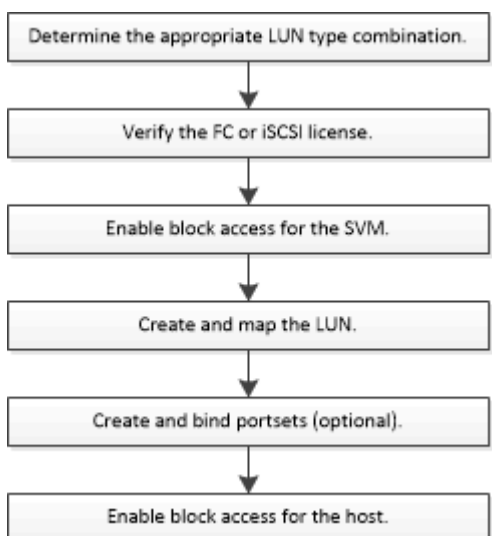 Determine the appropriate LUN type combination.
Verify the FC or iSCSI license.
Enable block access for the SVM.
Create and map the LUN.
Create and bind portsets (optional).
Enable block access for the host.